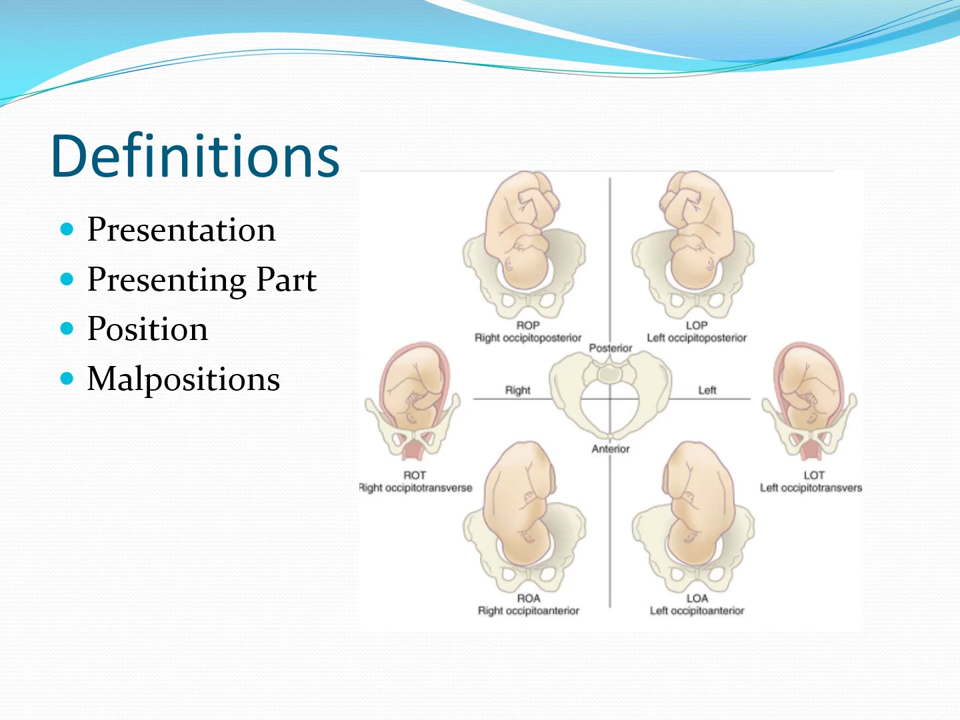 Definitions
Presentation
Presenting Part
Position
Malpositions
ROP
Right occipitoposterior
LOP
Left occipitoposterior
Posterior
Right
Left
Anterior
ROT
Right occipitotransverse
LOT
Left occipitotransvers
ROA
Right occipitoanterior
LOA
Left occipitoanterior